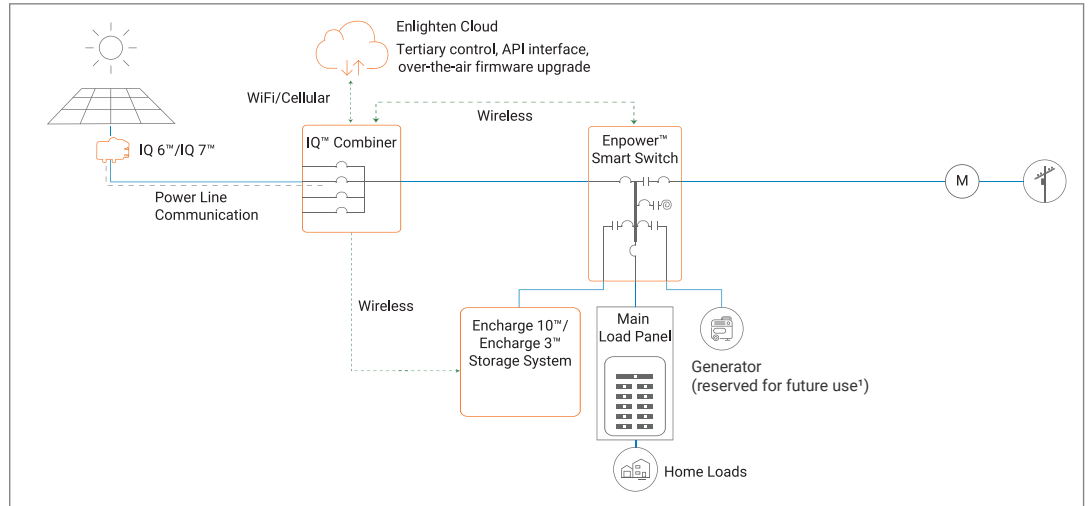 Enlighten Cloud
Tertiary control, API interface,
over-the-air firmware upgrade
WiFi/Cellular
Wireless
IQ™ Combiner
Enpower™
Smart Switch
IQ 6™/IQ 7™
M
Power Line
Communication
Wireless
Encharge 10™/
Encharge 3™
Storage System
Main
Load Panel
Generator
(reserved for future use¹)
Home Loads